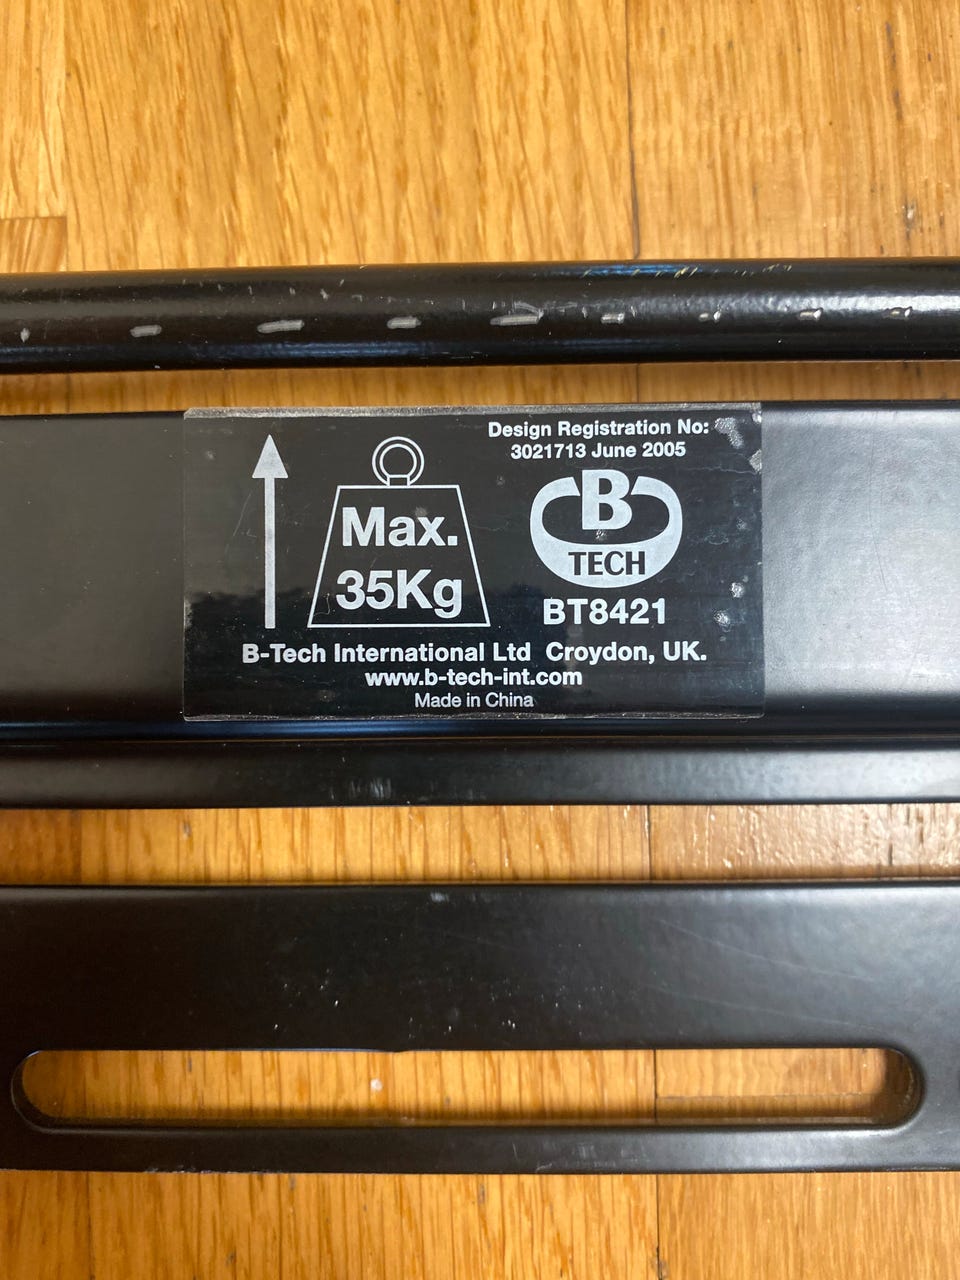 Design Registration No:
3021713 June 2005
Max.
35Kg
B
TECH
BT8421
B-Tech International Ltd Croydon, UK.
www.b-tech-int.com
Made in China